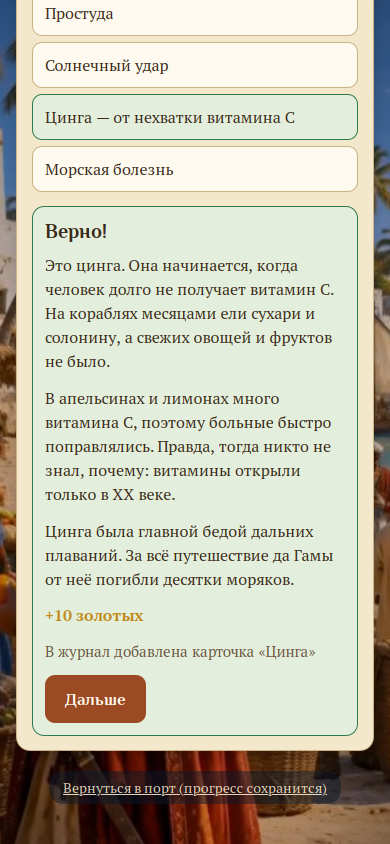 Простуда
Солнечный удар
Цинга — от нехватки витамина С
Морская болезнь
Верно!
Это цинга. Она начинается, когда
человек долго не получает витамин С.
На кораблях месяцами ели сухари и
солонину, а свежих овощей и фруктов
не было.
В апельсинах и лимонах много
витамина С, поэтому больные быстро
поправлялись. Правда, тогда никто не
знал, почему: витамины открыли
только в XX веке.
Цинга была главной бедой дальних
плаваний. За всё путешествие да Гамы
от неё погибли десятки моряков.
+10 золотых
В журнал добавлена карточка «Цинга»
Дальше
Вернуться в порт (прогресс сохранится)